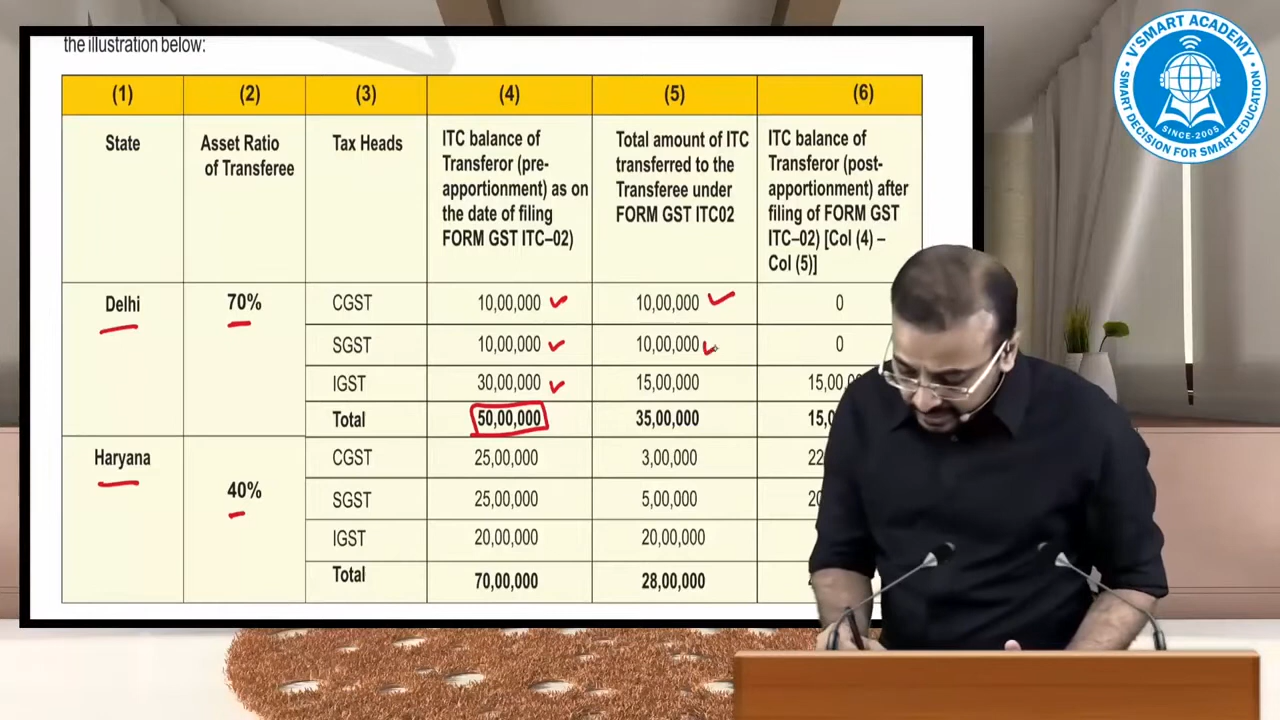 the illustration below:
(1) (2) (3) (4) (5) (6)
State
Asset Ratio
of Transferee
Tax Heads
ITC balance of
Transferor (pre-
apportionment) as on
the date of filing
FORM GST ITC–02)
Total amount of ITC
transferred to the
Transferee under
FORM GST ITC02
ITC balance of
Transferor (post-
apportionment) after
filing of FORM GST
ITC–02) [Col (4) –
Col (5)]
Delhi 70% CGST 10,00,000 10,00,000 0
SGST 10,00,000 10,00,000 0
IGST 30,00,000 15,00,000
Total 50,00,000 35,00,000
Haryana 40% CGST 25,00,000 3,00,000
SGST 25,00,000 5,00,000
IGST 20,00,000 20,00,000
Total 70,00,000 28,00,000
V'SMART ACADEMY
SINCE-2005
SMART DECISION FOR SMART EDUCATION